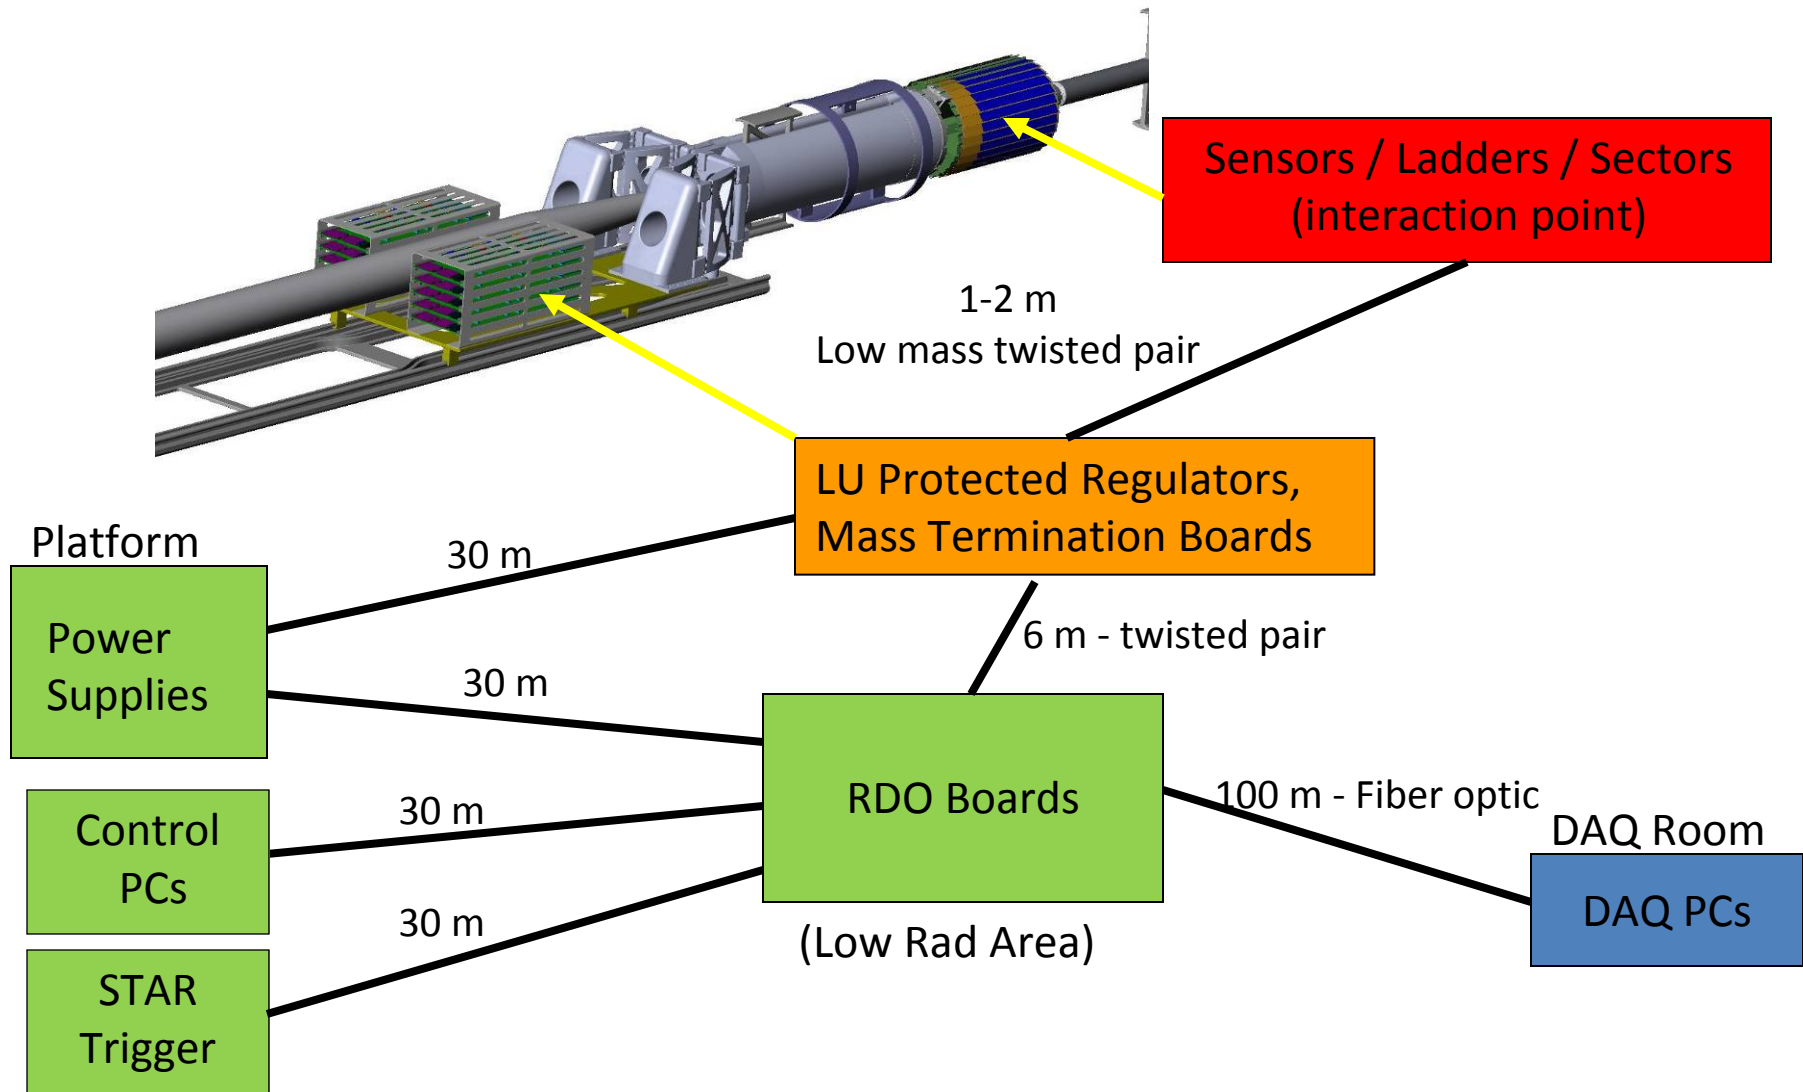 Sensors / Ladders / Sectors
(interaction point)
1-2 m
Low mass twisted pair
LU Protected Regulators,
Mass Termination Boards
Platform
30 m
Power
Supplies
6 m - twisted pair
30 m
RDO Boards
100 m - Fiber optic
30 m
Control
PCs
DAQ Room
DAQ PCs
30 m
(Low Rad Area)
STAR
Trigger